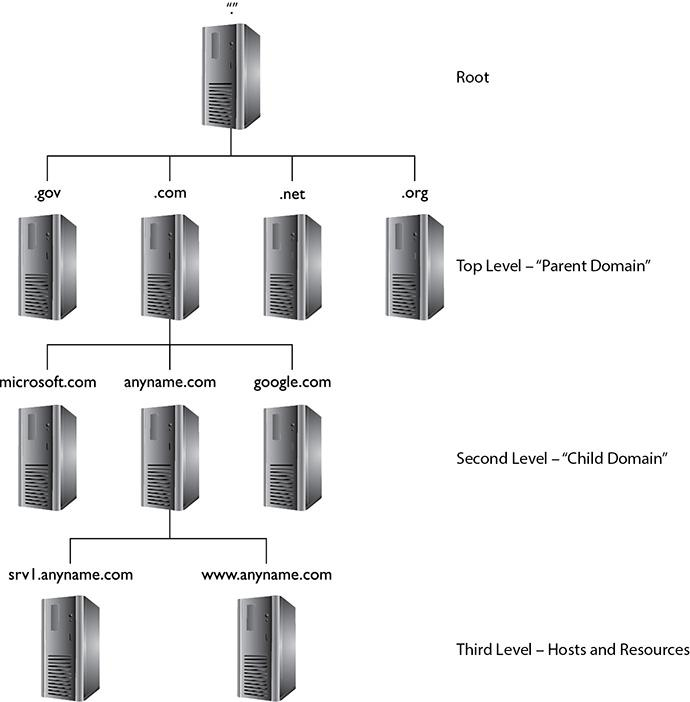 “.”
Root
.gov .com .net .org
Top Level – “Parent Domain”
microsoft.com anyname.com google.com
Second Level – “Child Domain”
srv1.anyname.com www.anyname.com
Third Level – Hosts and Resources